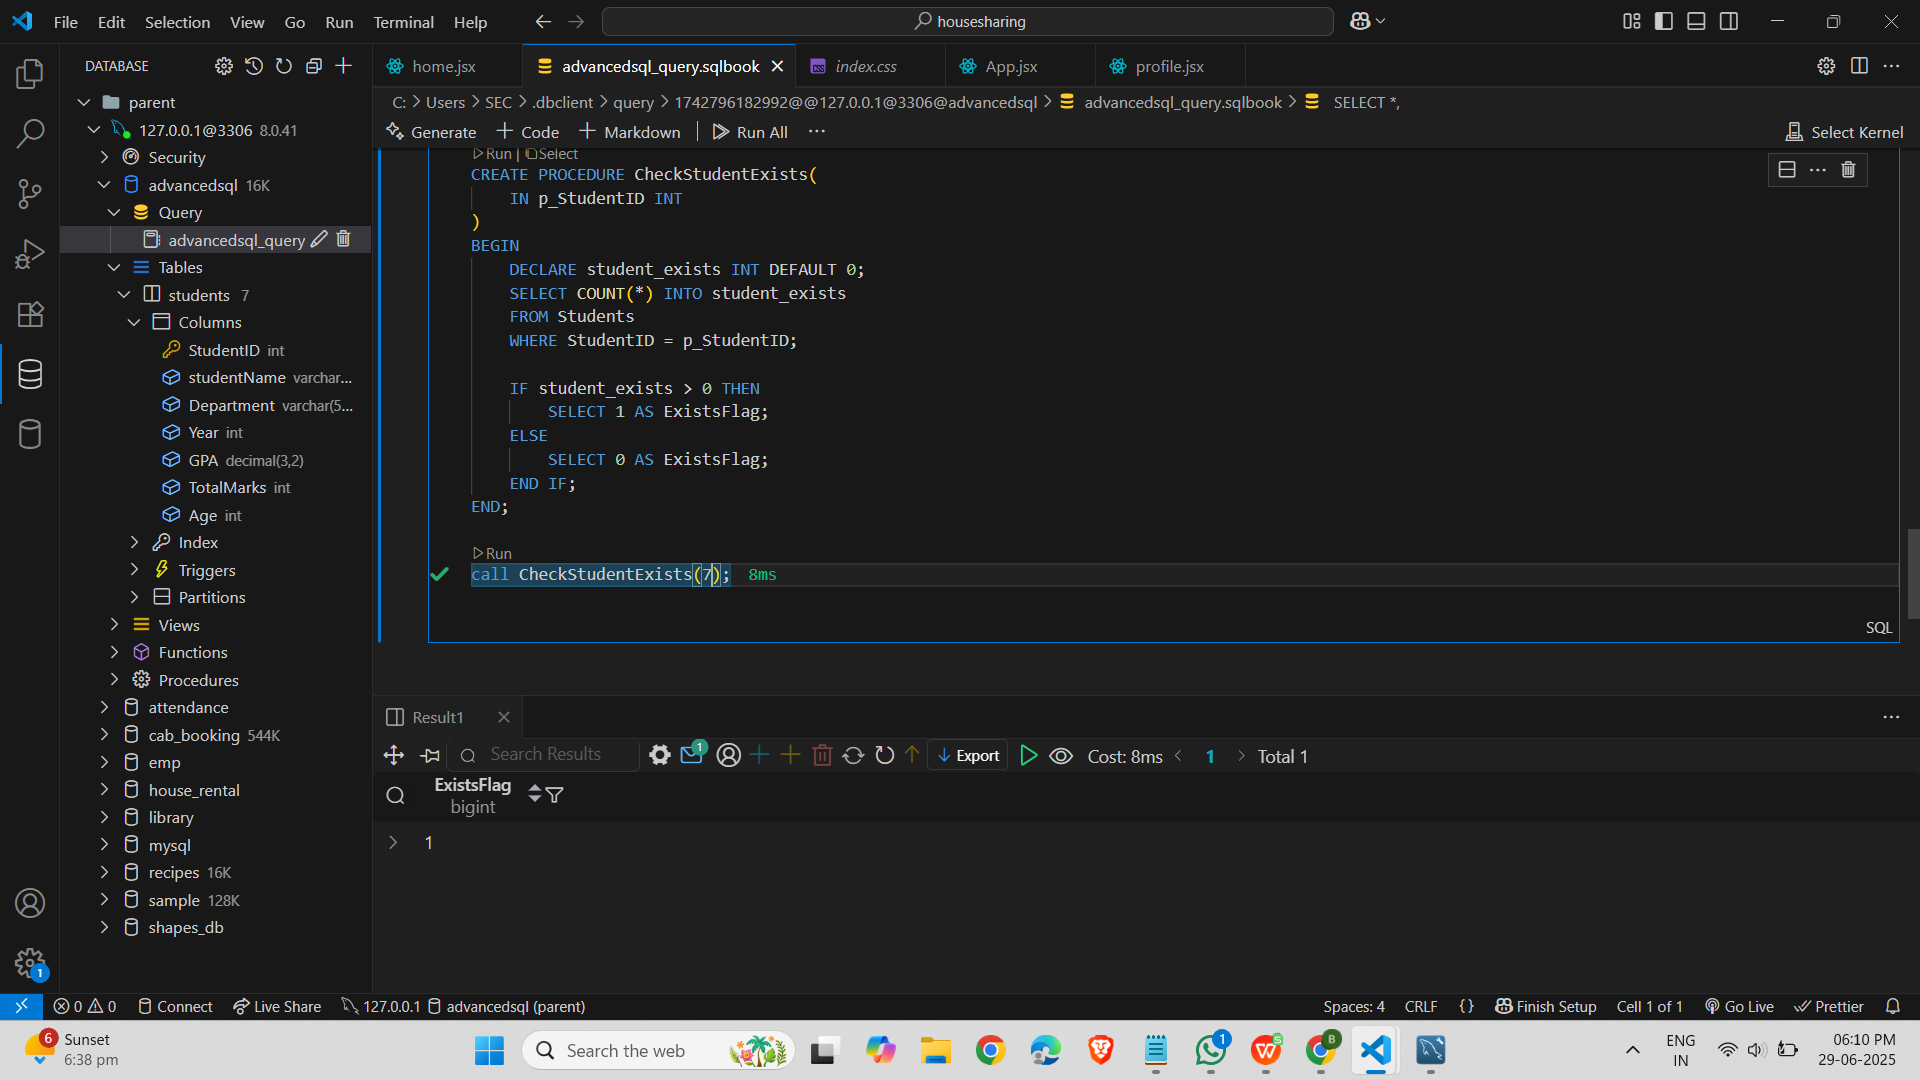 File Edit Selection View Go Run Terminal Help
housesharing
DATABASE
parent
127.0.0.1@3306 8.0.41
Security
advancedsql 16K
Query
advancedsql_query
Tables
students 7
Columns
StudentID int
studentName varchar...
Department varchar(5...
Year int
GPA decimal(3,2)
TotalMarks int
Age int
Index
Triggers
Partitions
Views
Functions
Procedures
attendance
cab_booking 544K
emp
house_rental
library
mysql
recipes 16K
sample 128K
shapes_db
home.jsx advancedsql_query.sqlbook index.css App.jsx profile.jsx
C: > Users > SEC > .dbclient > query > 1742796182992@@127.0.0.1@3306@advancedsql > advancedsql_query.sqlbook > SELECT *,
Generate + Code + Markdown | Run All ... Select Kernel
Run | Select
CREATE PROCEDURE CheckStudentExists(
IN p_StudentID INT
)
BEGIN
DECLARE student_exists INT DEFAULT 0;
SELECT COUNT(*) INTO student_exists
FROM Students
WHERE StudentID = p_StudentID;
IF student_exists > 0 THEN
SELECT 1 AS ExistsFlag;
ELSE
SELECT 0 AS ExistsFlag;
END IF;
END;
Run
call CheckStudentExists(7); 8ms
SQL
Result1
Search Results 1 Export Cost: 8ms < 1 > Total 1
ExistsFlag
bigint
1
1
0 0 Connect Live Share 127.0.0.1 advancedsql (parent) Spaces: 4 CRLF {} Finish Setup Cell 1 of 1 Go Live Prettier
6
Sunset
6:38 pm
Search the web
1
S
B
ENG
IN
06:10 PM
29-06-2025